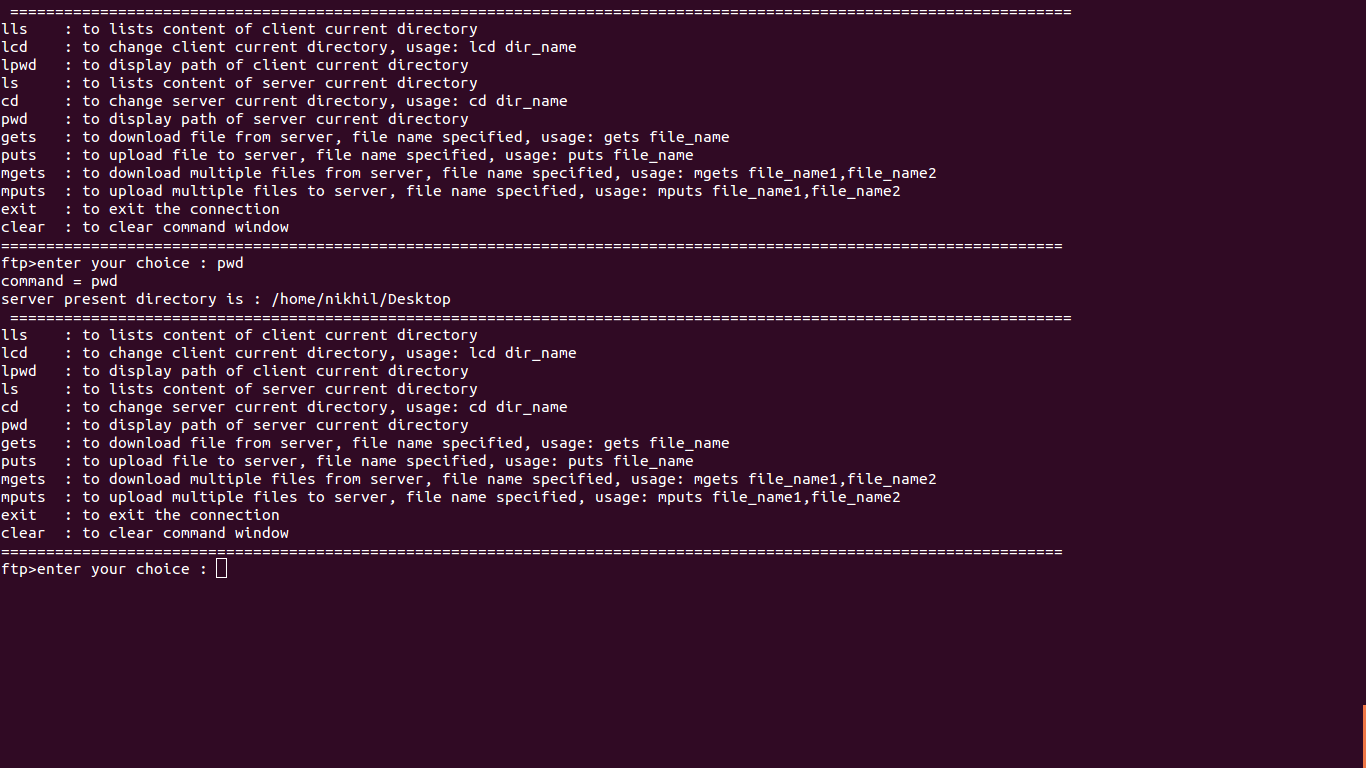 ======================================================================================================================
lls    : to lists content of client current directory
lcd    : to change client current directory, usage: lcd dir_name
lpwd   : to display path of client current directory
ls     : to lists content of server current directory
cd     : to change server current directory, usage: cd dir_name
pwd    : to display path of server current directory
gets   : to download file from server, file name specified, usage: gets file_name
puts   : to upload file to server, file name specified, usage: puts file_name
mgets  : to download multiple files from server, file name specified, usage: mgets file_name1,file_name2
mputs  : to upload multiple files to server, file name specified, usage: mputs file_name1,file_name2
exit   : to exit the connection
clear  : to clear command window
======================================================================================================================
ftp>enter your choice : pwd
command = pwd
server present directory is : /home/nikhil/Desktop
======================================================================================================================
lls    : to lists content of client current directory
lcd    : to change client current directory, usage: lcd dir_name
lpwd   : to display path of client current directory
ls     : to lists content of server current directory
cd     : to change server current directory, usage: cd dir_name
pwd    : to display path of server current directory
gets   : to download file from server, file name specified, usage: gets file_name
puts   : to upload file to server, file name specified, usage: puts file_name
mgets  : to download multiple files from server, file name specified, usage: mgets file_name1,file_name2
mputs  : to upload multiple files to server, file name specified, usage: mputs file_name1,file_name2
exit   : to exit the connection
clear  : to clear command window
======================================================================================================================
ftp>enter your choice :